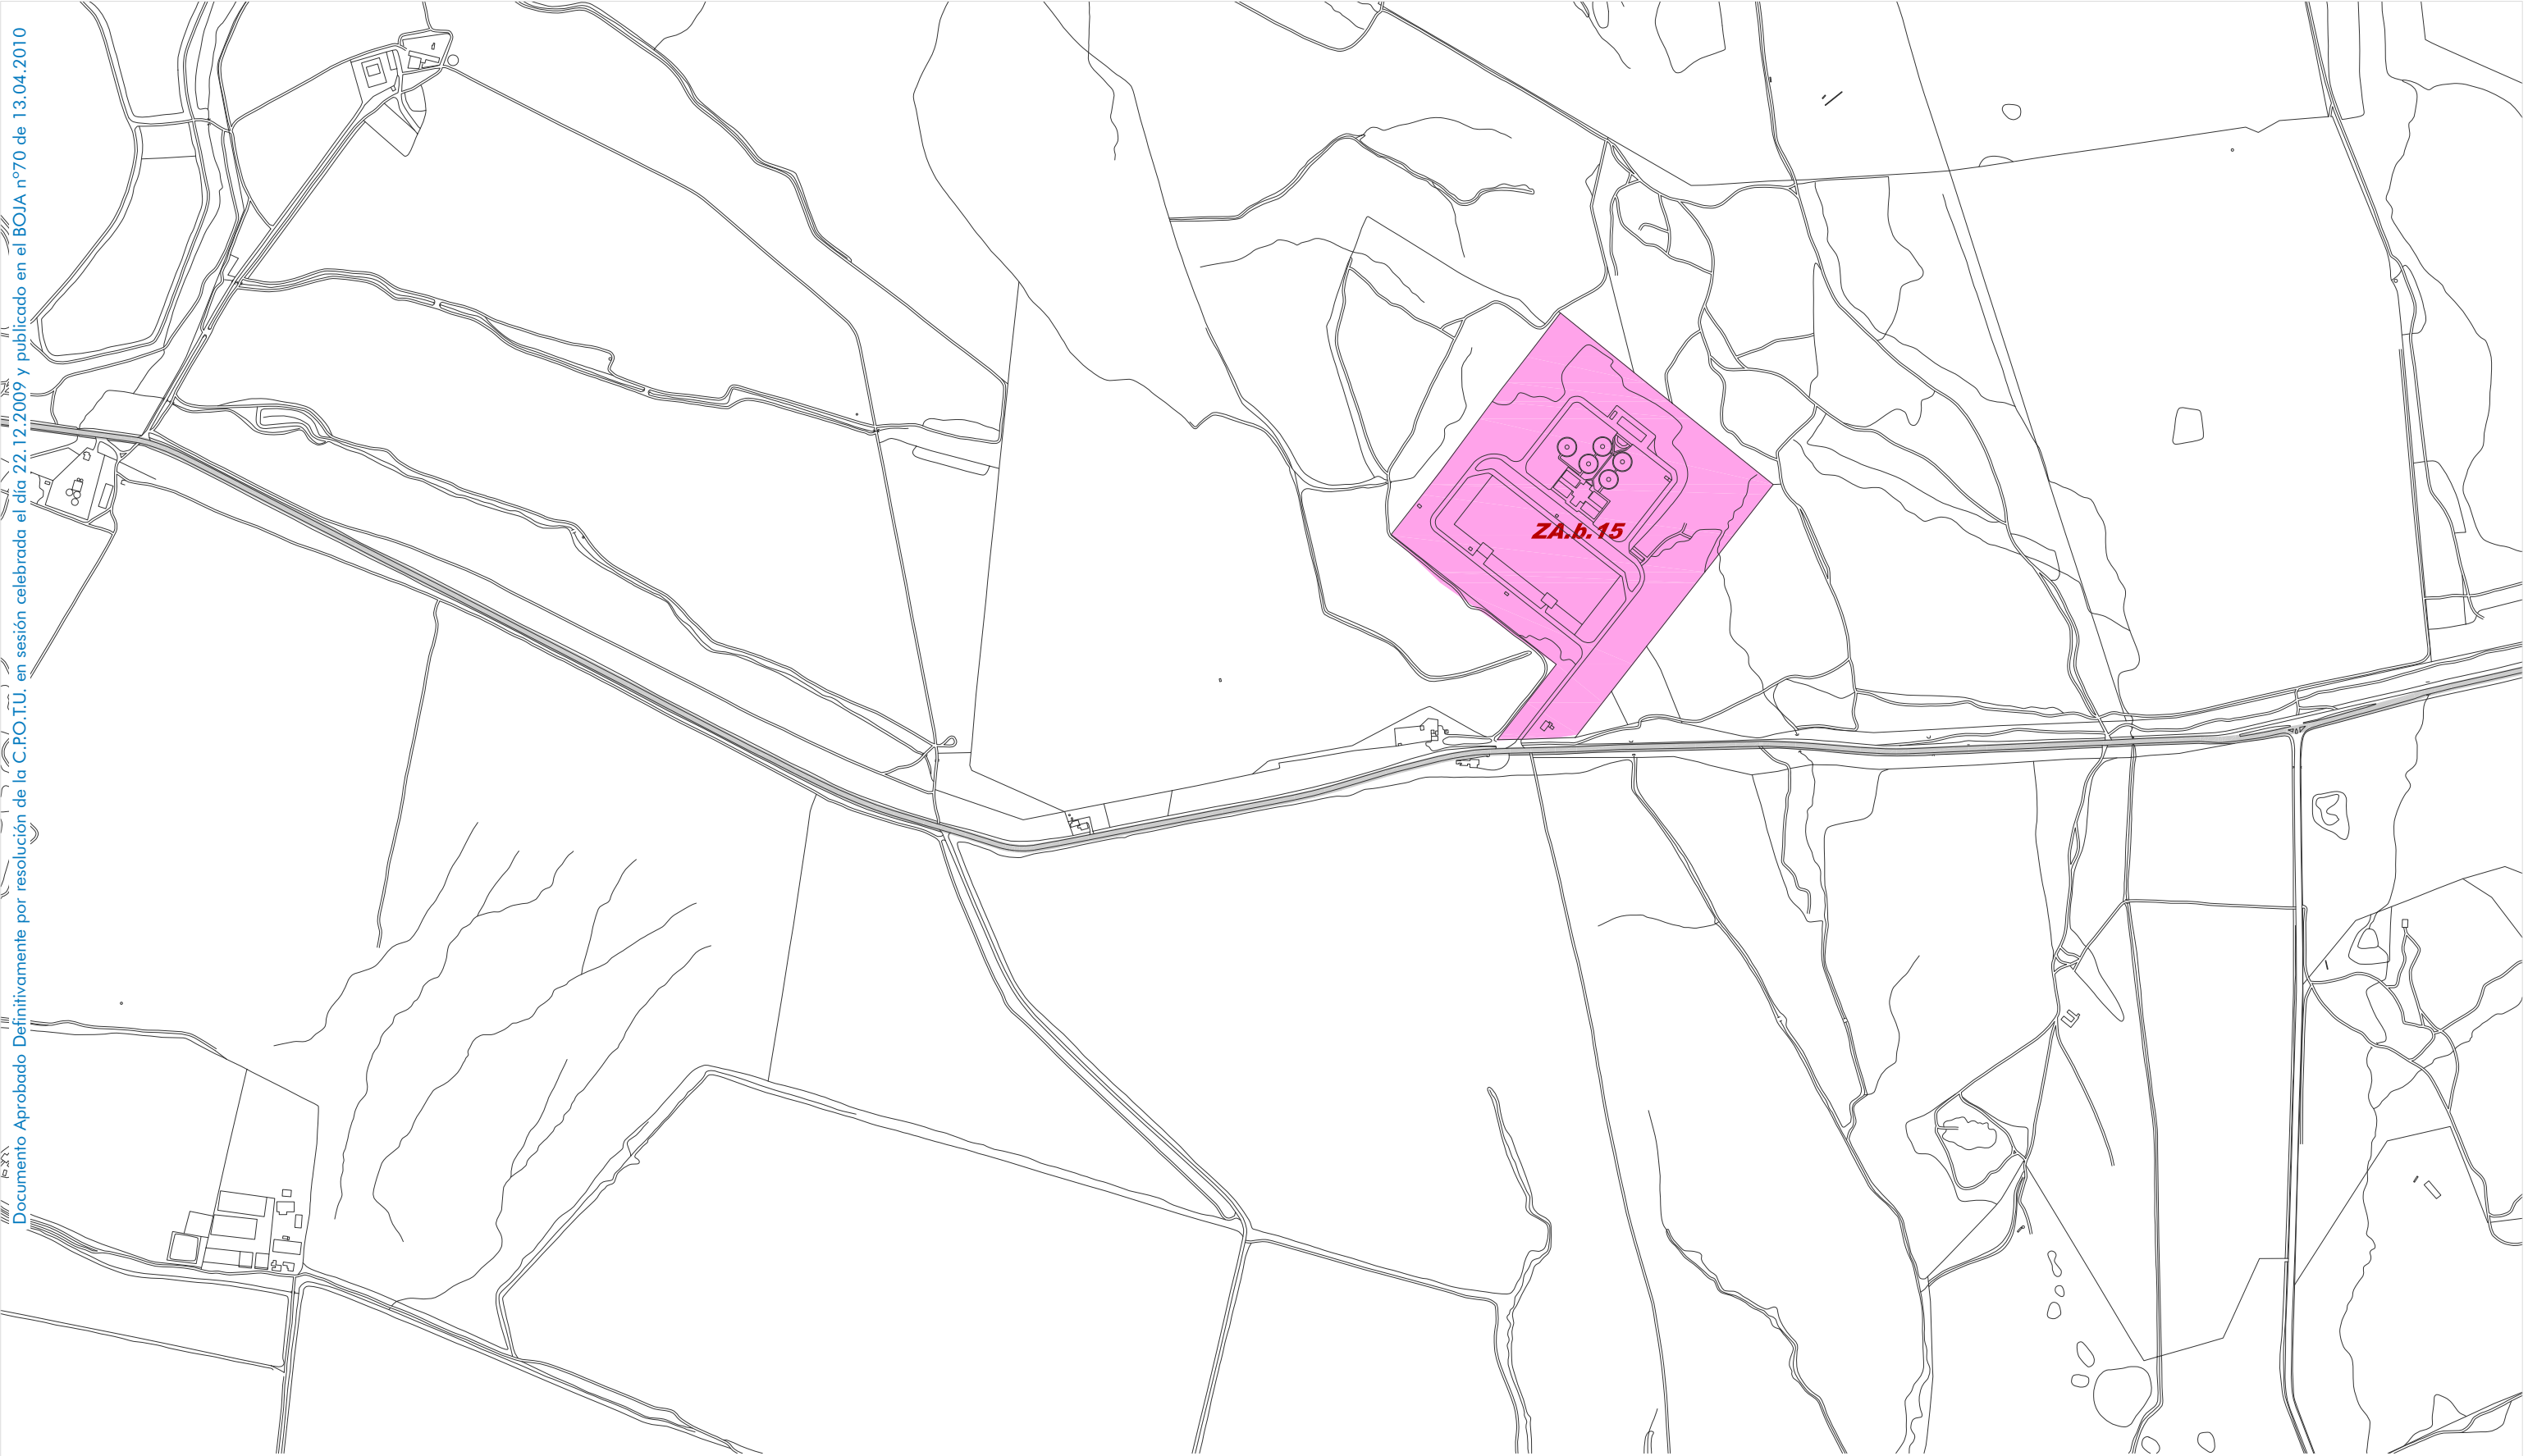 Documento Aprobado Definitivamente por resolución de la C.P.O.T.U. en sesión celebrada el día 22.12.2009 y publicado en el BOJA nº70 de 13.04.2010
ZA.b.15